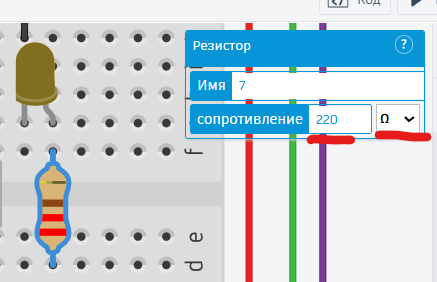 Код
Резистор ?
Имя 7
сопротивление 220 Ω
f
e
d